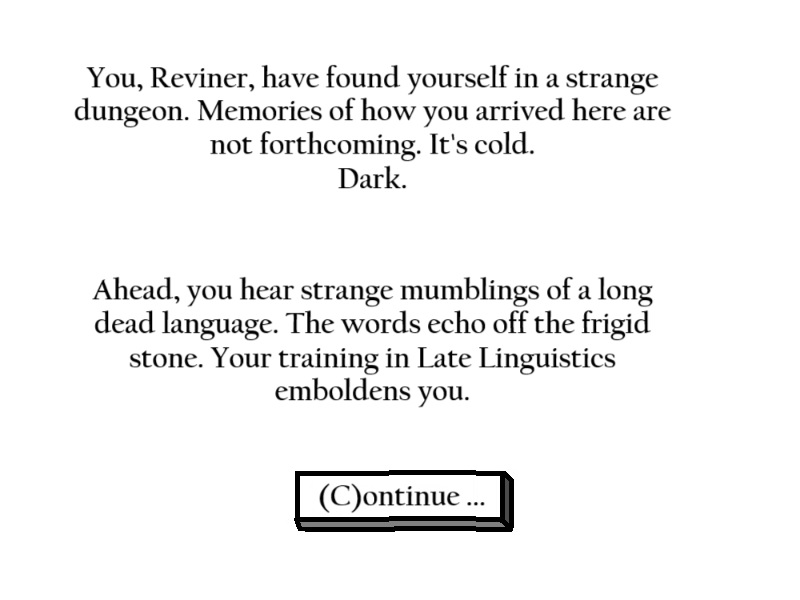 You, Reviner, have found yourself in a strange
dungeon. Memories of how you arrived here are
not forthcoming. It's cold.
Dark.
Ahead, you hear strange mumblings of a long
dead language. The words echo off the frigid
stone. Your training in Late Linguistics
emboldens you.
(C)ontinue ...